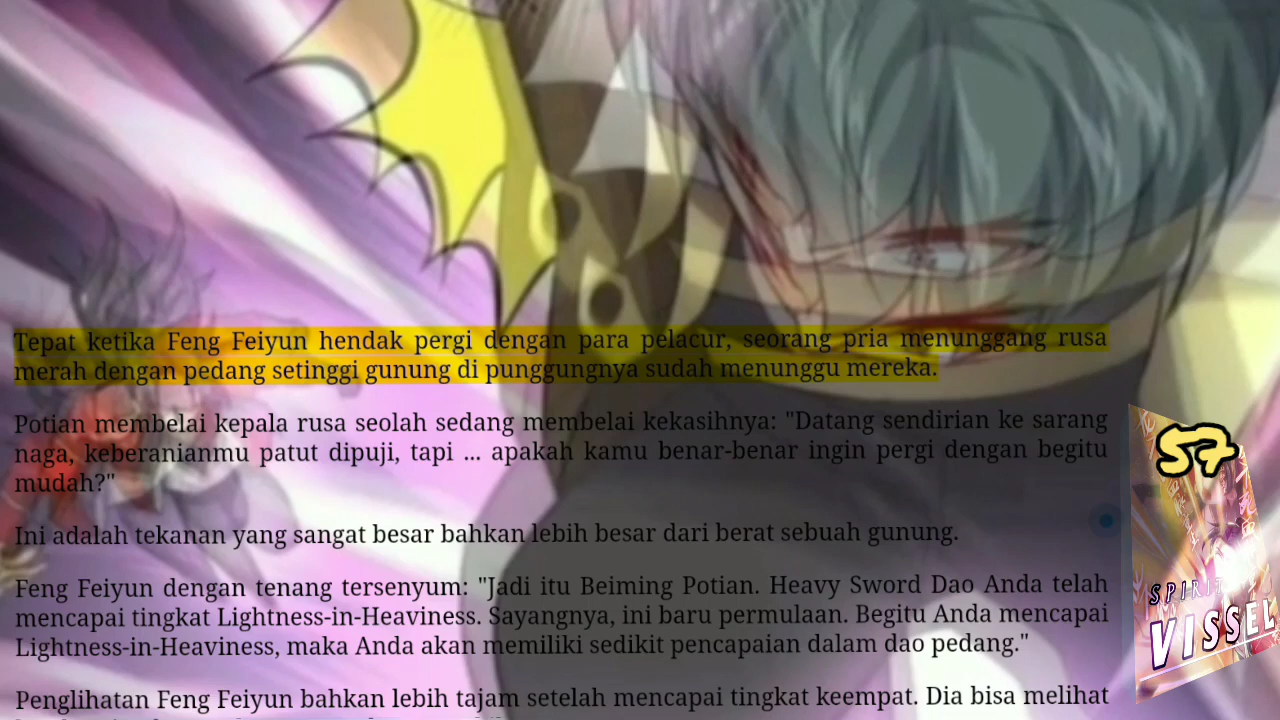 Tepat ketika Feng Feiyun hendak pergi dengan para pelacur, seorang pria menunggang rusa
merah dengan pedang setinggi gunung di punggungnya sudah menunggu mereka.
Potian membelai kepala rusa seolah sedang membelai kekasihnya: "Datang sendirian ke sarang
naga, keberanianmu patut dipuji, tapi ... apakah kamu benar-benar ingin pergi dengan begitu
mudah?"
Ini adalah tekanan yang sangat besar bahkan lebih besar dari berat sebuah gunung.
Feng Feiyun dengan tenang tersenyum: "Jadi itu Beiming Potian. Heavy Sword Dao Anda telah
mencapai tingkat Lightness-in-Heaviness. Sayangnya, ini baru permulaan. Begitu Anda mencapai
Lightness-in-Heaviness, maka Anda akan memiliki sedikit pencapaian dalam dao pedang."
Penglihatan Feng Feiyun bahkan lebih tajam setelah mencapai tingkat keempat. Dia bisa melihat
57
SPIRIT
VISSEL